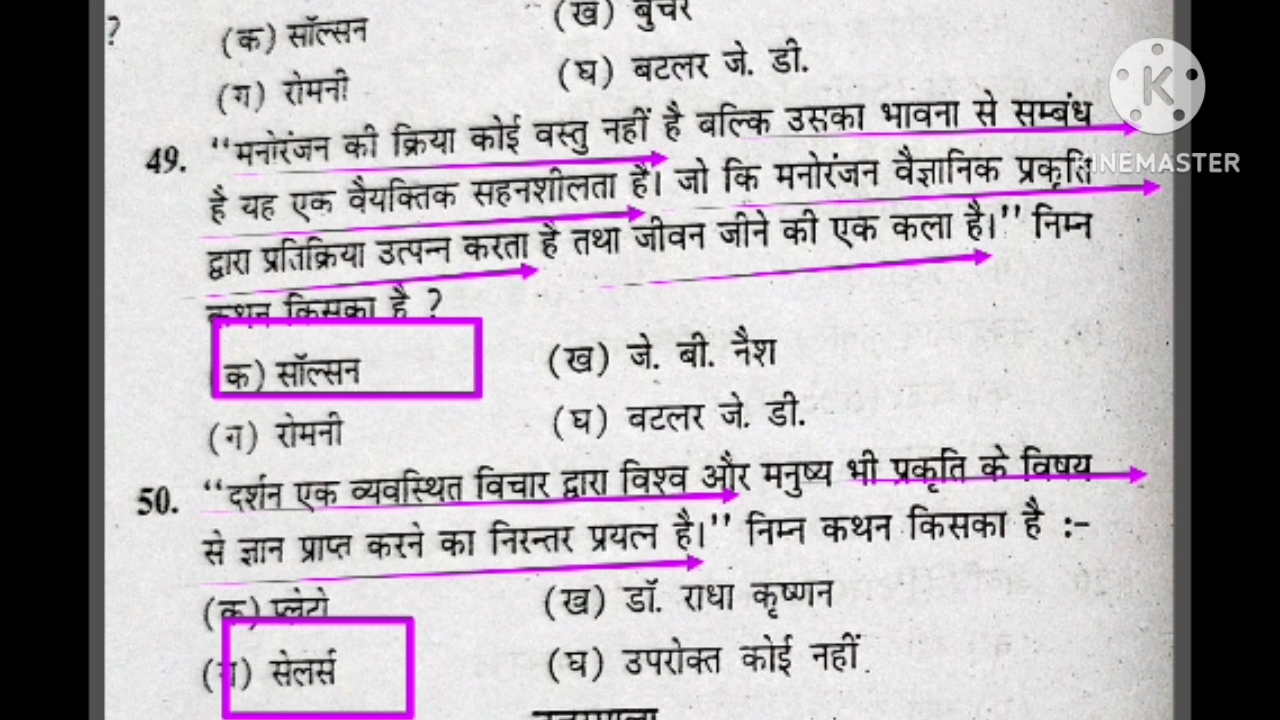 ?
(क) सॉल्सन (ख) बुचर
(ग) रोमनी (घ) बटलर जे. डी.
K
KINEMASTER
49. “मनोरंजन की क्रिया कोई वस्तु नहीं है बल्कि उसका भावना से सम्बंध
है यह एक वैयक्तिक सहनशीलता है। जो कि मनोरंजन वैज्ञानिक प्रकृति
द्वारा प्रतिक्रिया उत्पन्न करता है तथा जीवन जीने की एक कला है।” निम्न
कथन किसका है ?
(क) सॉल्सन (ख) जे. बी. नैश
(ग) रोमनी (घ) बटलर जे. डी.
50. “दर्शन एक व्यवस्थित विचार द्वारा विश्व और मनुष्य भी प्रकृति के विषय
से ज्ञान प्राप्त करने का निरन्तर प्रयत्न है।” निम्न कथन किसका है :-
(क) प्लेटो (ख) डॉ. राधा कृष्णन
(ग) सेलर्स (घ) उपरोक्त कोई नहीं